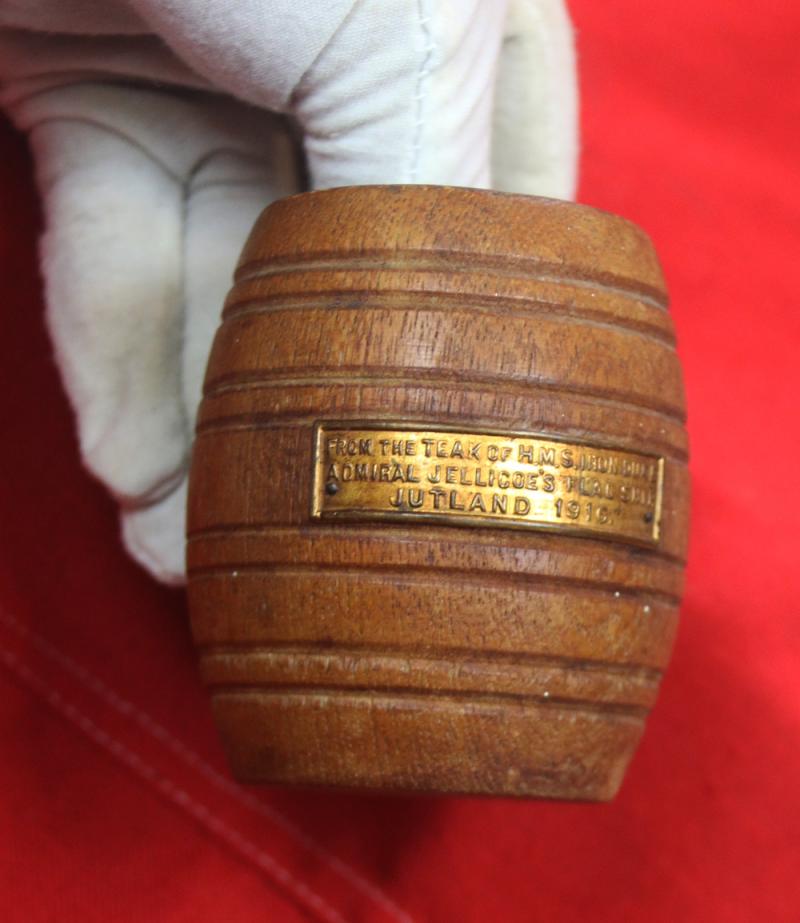 FROM THE TEAK OF H.M.S. IRON DUKE
ADMIRAL JELLICOE'S FLAG SHIP
JUTLAND 1916.